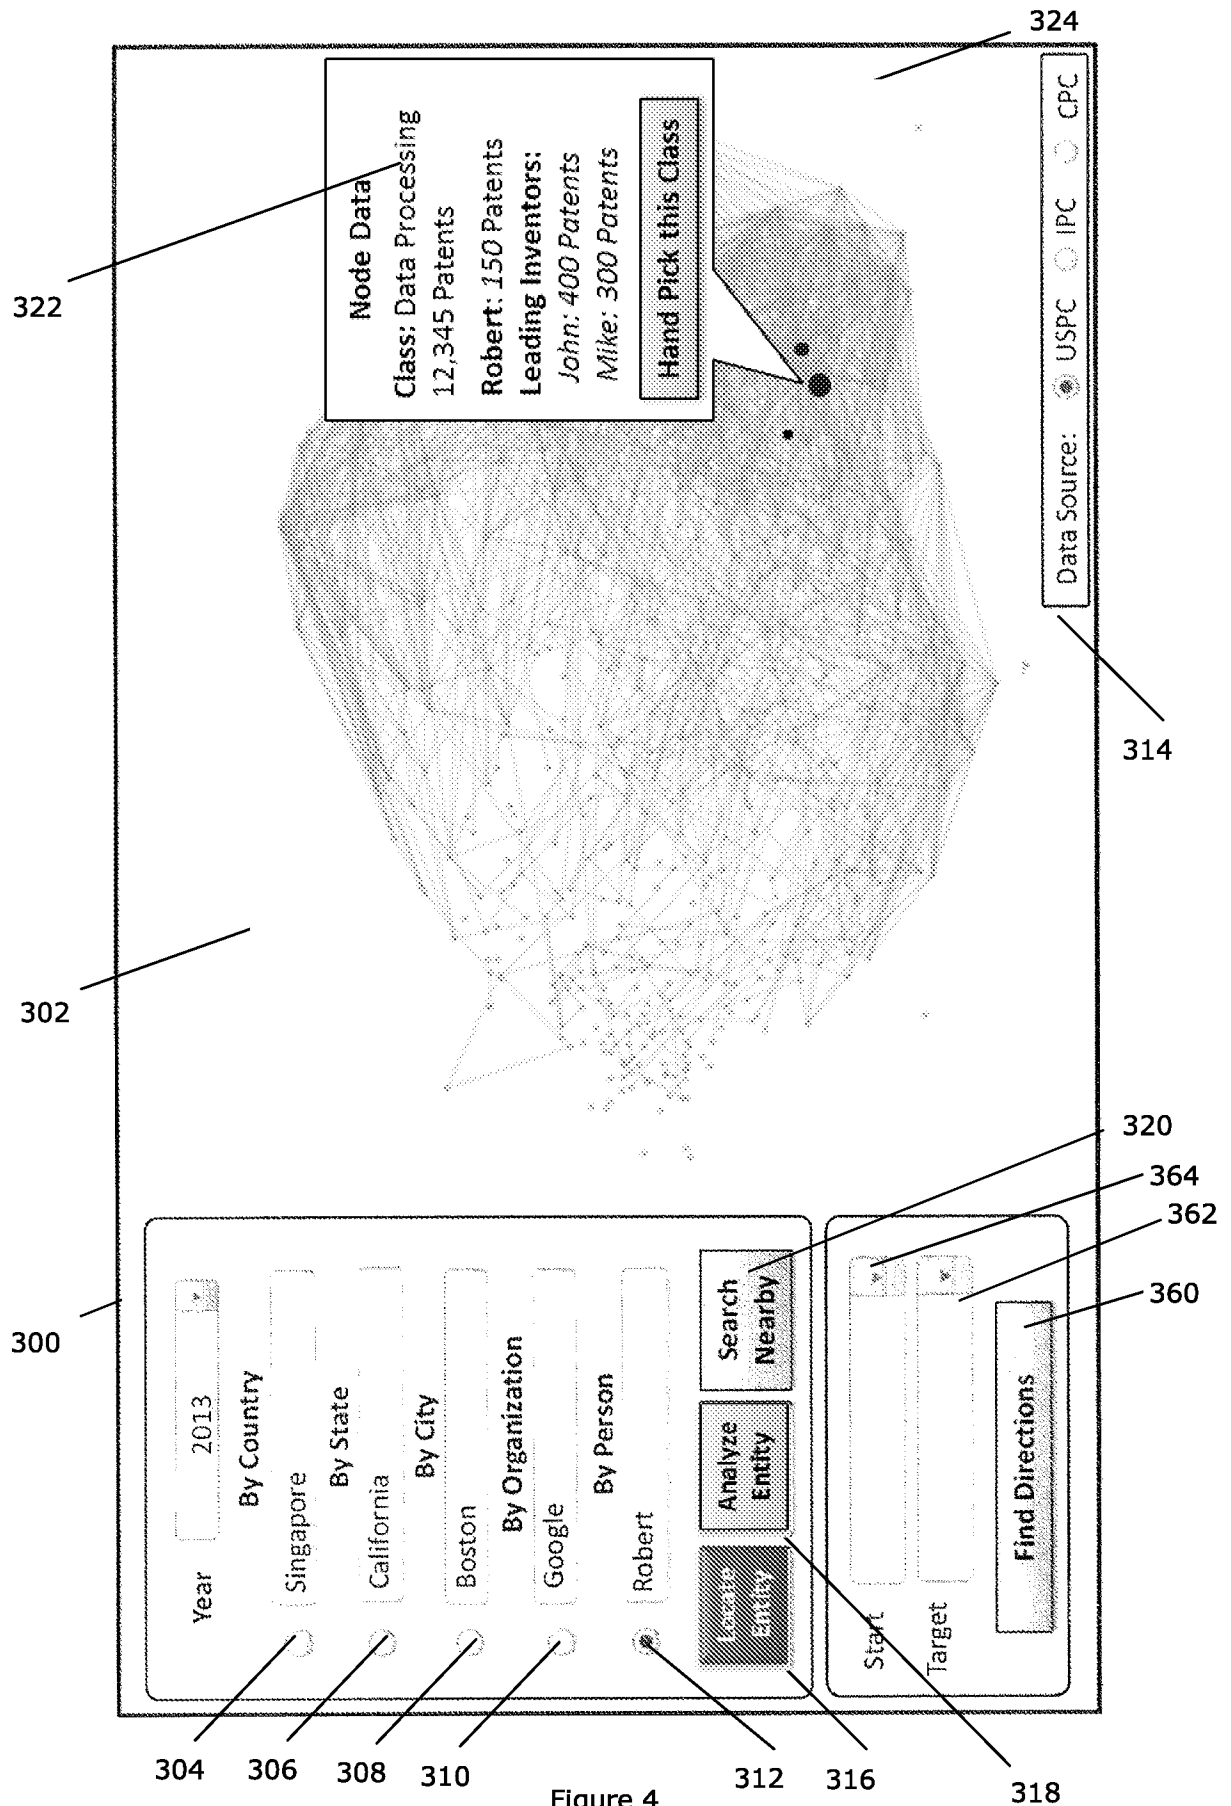 Year
2013
By Country
Singapore
By State
California
By City
Boston
By Organization
Google
By Person
Robert
Locate
Entity
Analyze
Entity
Search
Nearby
Start
Target
Find Directions
Node Data
Class: Data Processing
12,345 Patents
Robert: 150 Patents
Leading Inventors:
John: 400 Patents
Mike: 300 Patents
Hand Pick this Class
Data Source: USPC IPC CPC
324
322
314
302
320
364
362
360
300
304
306
308
310
312
316
318
Figure 4